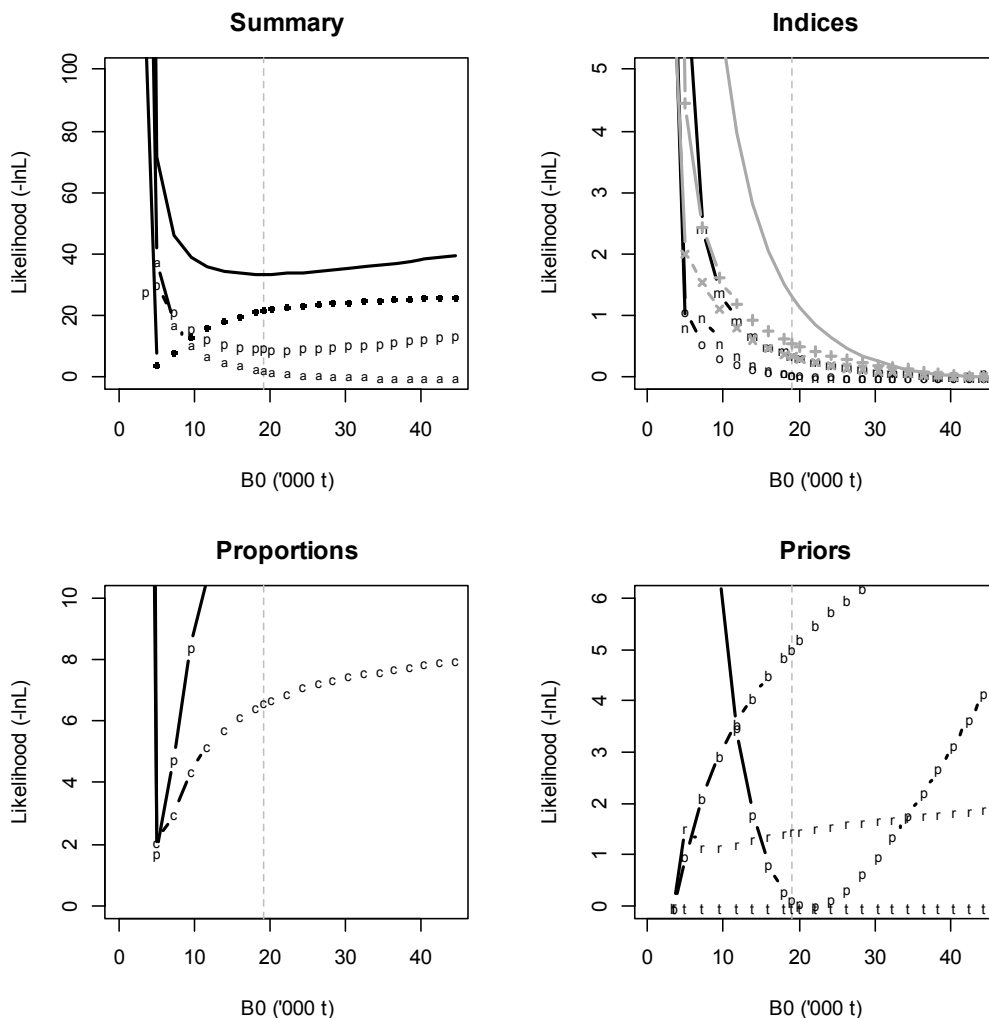 Summary
Likelihood (-lnL)
0 20 40 60 80 100
0 10 20 30 40
B0 ('000 t)
Indices
Likelihood (-lnL)
0 1 2 3 4 5
0 10 20 30 40
B0 ('000 t)
Proportions
Likelihood (-lnL)
0 2 4 6 8 10
0 10 20 30 40
B0 ('000 t)
Priors
Likelihood (-lnL)
0 1 2 3 4 5 6
0 10 20 30 40
B0 ('000 t)